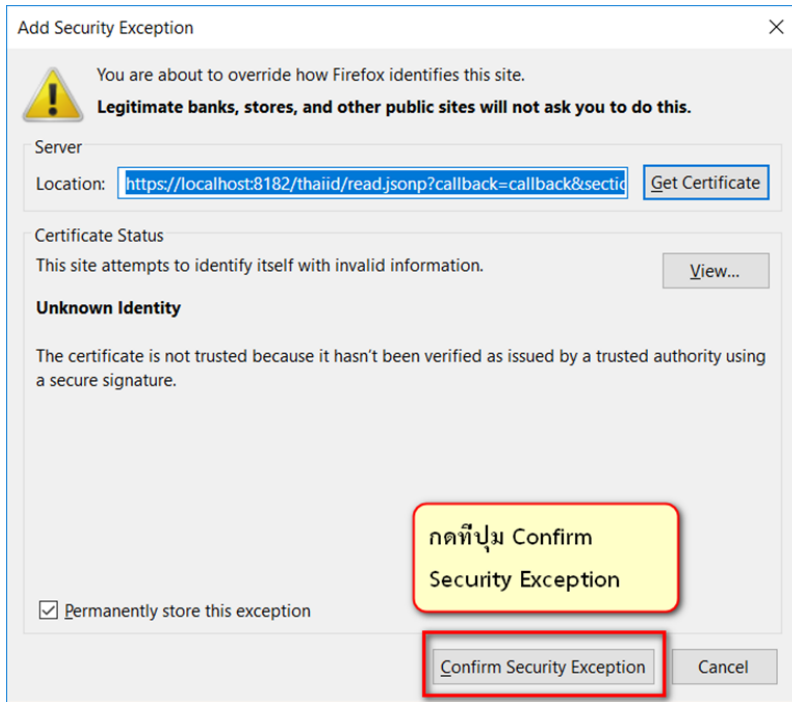 Add Security Exception
You are about to override how Firefox identifies this site.
Legitimate banks, stores, and other public sites will not ask you to do this.
Server
Location: https://localhost:8182/thaiid/read.jsonp?callback=callback&sectic Get Certificate
Certificate Status
This site attempts to identify itself with invalid information.
View...
Unknown Identity
The certificate is not trusted because it hasn't been verified as issued by a trusted authority using
a secure signature.
กดที่ปุ่ม Confirm
Security Exception
Permanently store this exception
Confirm Security Exception Cancel